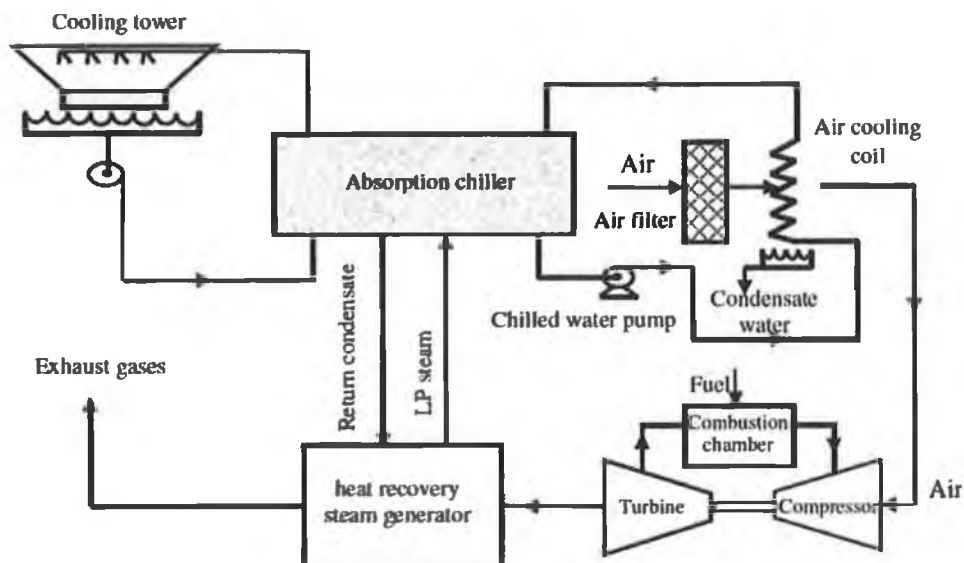 Cooling tower
Absorption chiller
Air
Air filter
Air cooling
coil
Chilled water pump
Condensate
water
Return condensate
LP steam
Exhaust gases
Fuel
Combustion
chamber
heat recovery
steam generator
Turbine
Compressor
Air